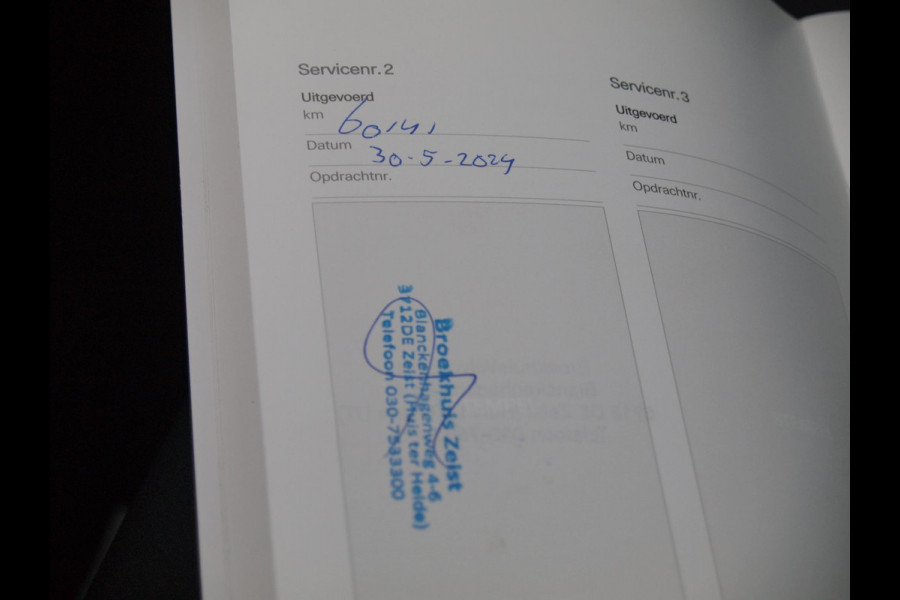 Servicenr. 2
Uitgevoerd
km 60141
Datum 30-5-2024
Opdrachtnr.
Broekhuis Zeist
Blanckenhagenweg 4-6
3712DE Zeist (Huis ter Heide)
Telefoon 030-7533300
Servicenr. 3
Uitgevoerd
km
Datum
Opdrachtnr.